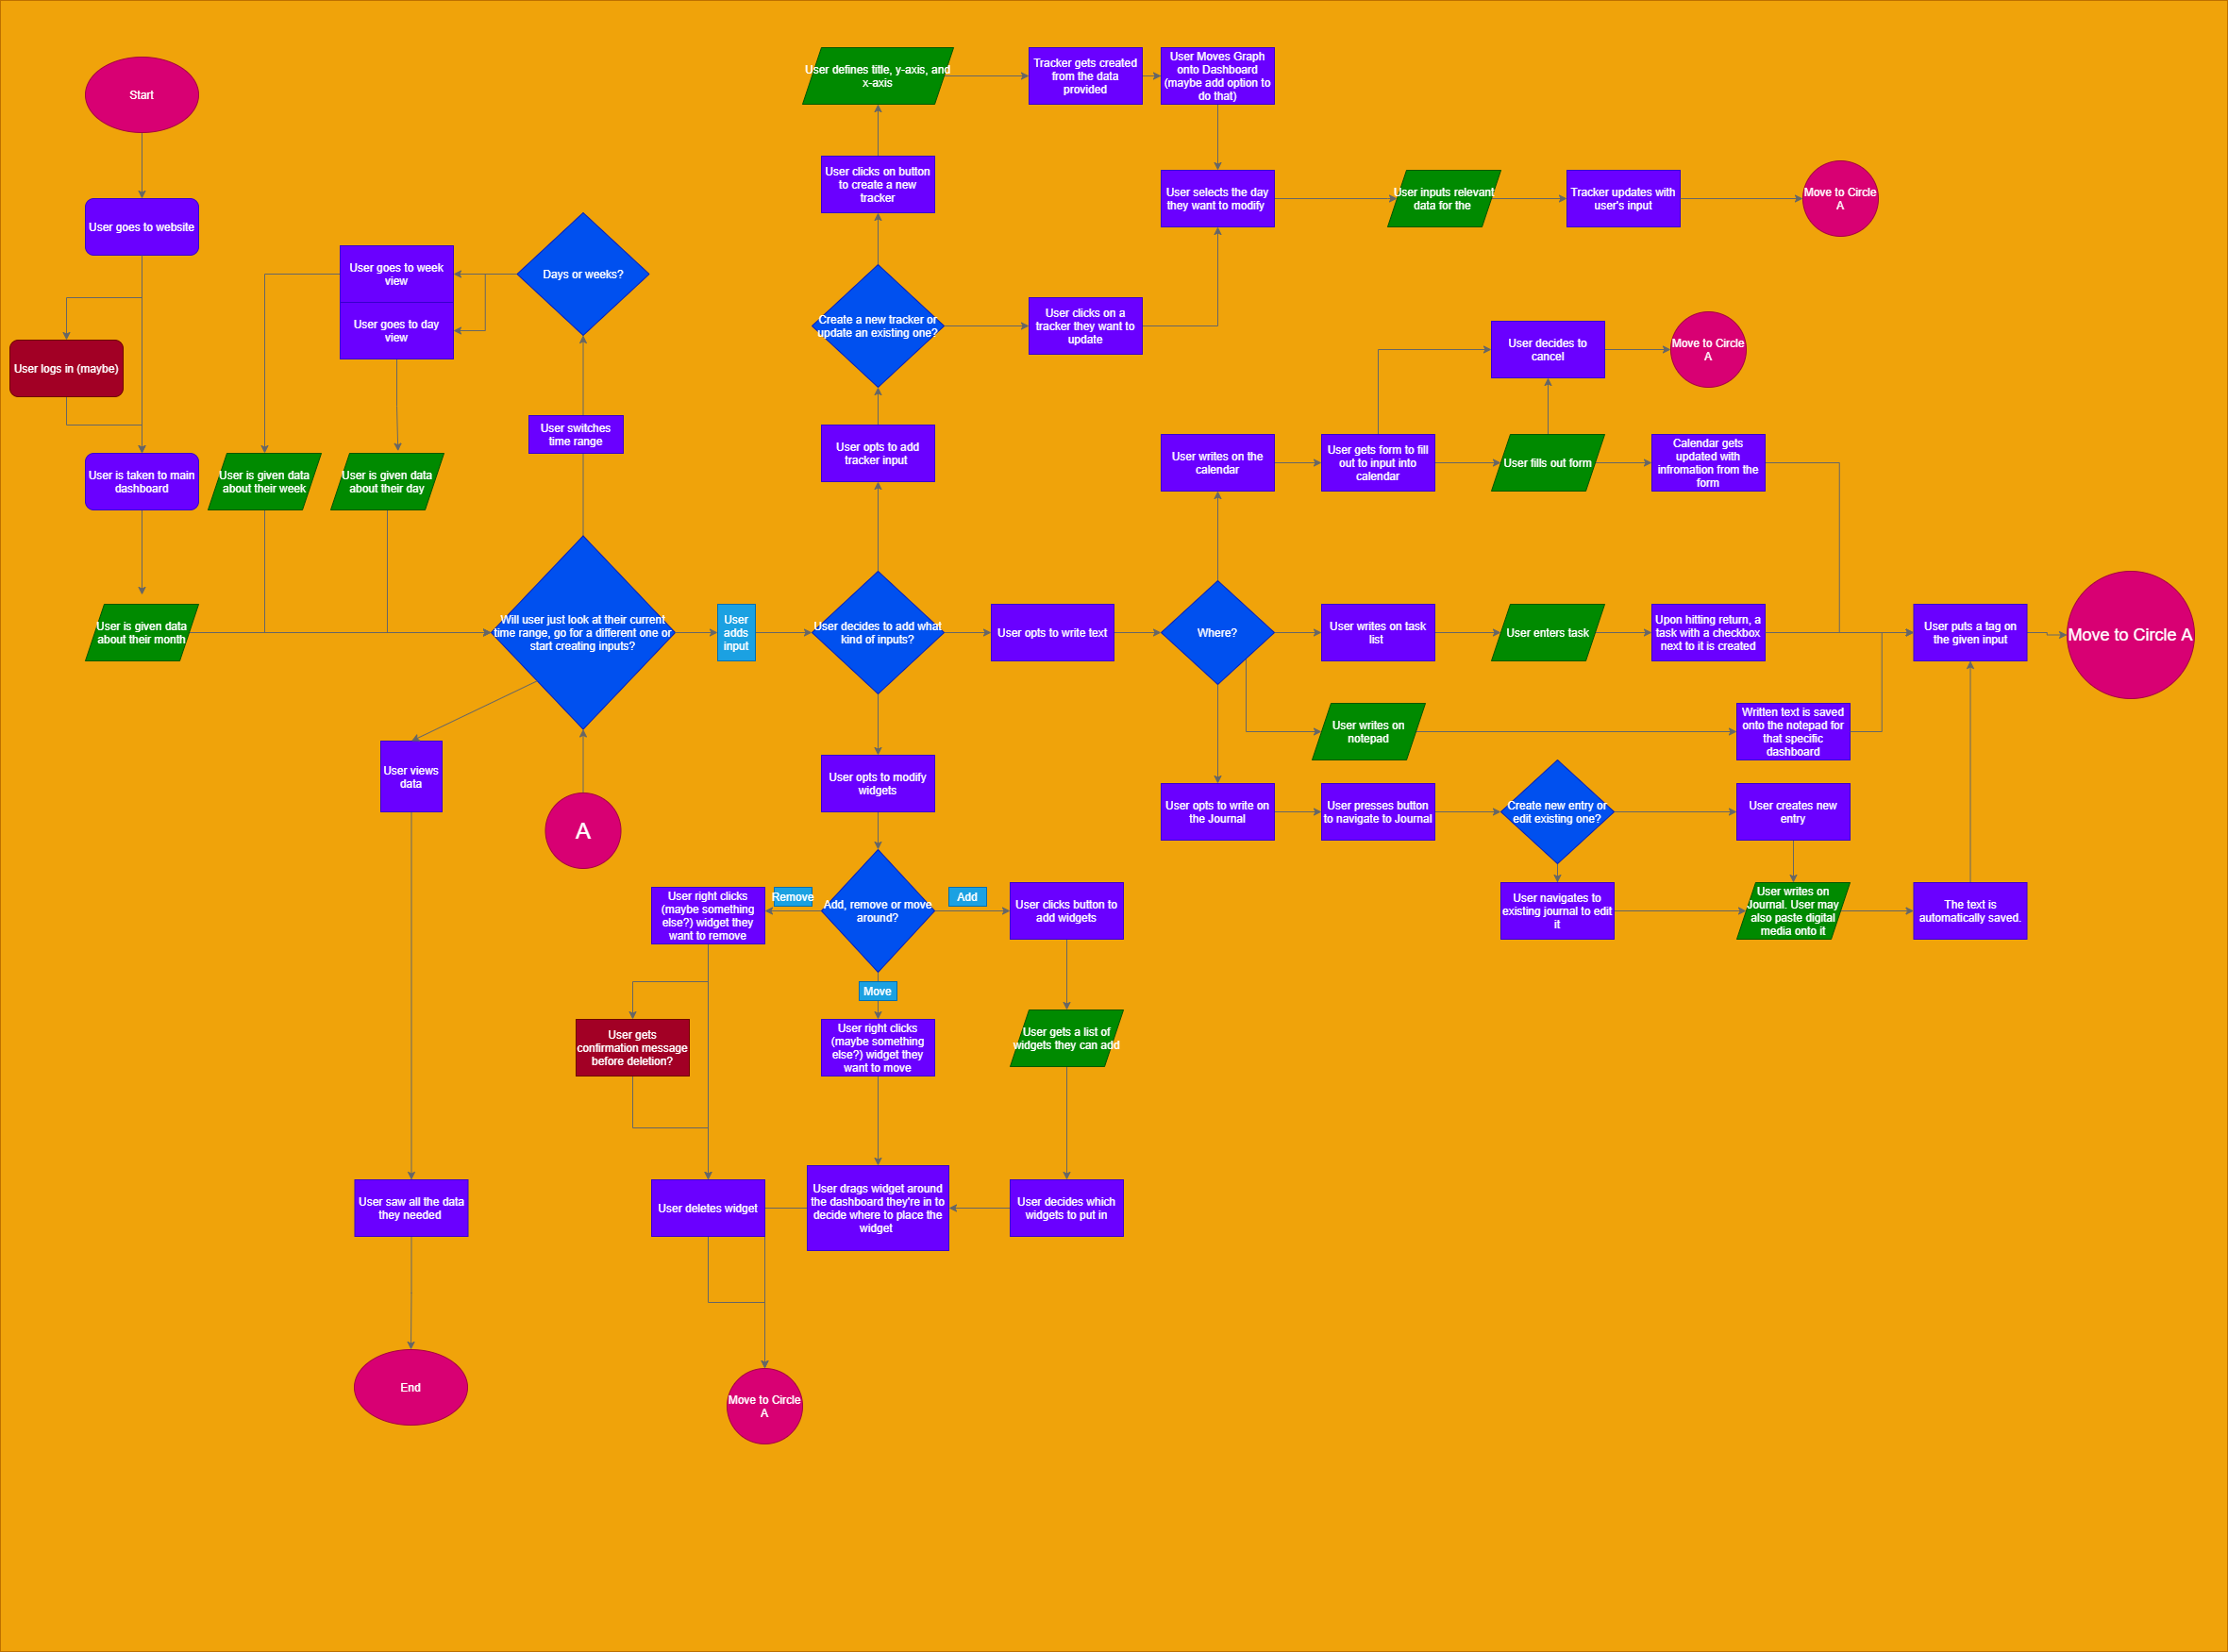 Start
User goes to website
User logs in (maybe)
User is taken to main
dashboard
User is given data
about their month
User goes to week
view
User goes to day
view
Days or weeks?
User switches
time range
User is given data
about their week
User is given data
about their day
Will user just look at their current
time range, go for a different one or
start creating inputs?
User views
data
A
User saw all the data
they needed
End
User
adds
input
User decides to add what
kind of inputs?
User opts to add
tracker input
Create a new tracker or
update an existing one?
User clicks on button
to create a new
tracker
User defines title, y-axis, and
x-axis
Tracker gets created
from the data
provided
User Moves Graph
onto Dashboard
(maybe add option to
do that)
User clicks on a
tracker they want to
update
User selects the day
they want to modify
User inputs relevant
data for the
Tracker updates with
user's input
Move to Circle
A
User opts to write text
Where?
User writes on the
calendar
User gets form to fill
out to input into
calendar
User decides to
cancel
Move to Circle
A
User fills out form
Calendar gets
updated with
infromation from the
form
User writes on task
list
User enters task
Upon hitting return, a
task with a checkbox
next to it is created
User puts a tag on
the given input
Move to Circle A
User writes on
notepad
Written text is saved
onto the notepad for
that specific
dashboard
User opts to write on
the Journal
User presses button
to navigate to Journal
Create new entry or
edit existing one?
User creates new
entry
User navigates to
existing journal to edit
it
User writes on
Journal. User may
also paste digital
media onto it
The text is
automatically saved.
User opts to modify
widgets
Add, remove or move
around?
Remove
Add
Move
User right clicks
(maybe something
else?) widget they
want to remove
User clicks button to
add widgets
User gets
confirmation message
before deletion?
User right clicks
(maybe something
else?) widget they
want to move
User gets a list of
widgets they can add
User deletes widget
User drags widget around
the dashboard they're in to
decide where to place the
widget
User decides which
widgets to put in
Move to Circle
A